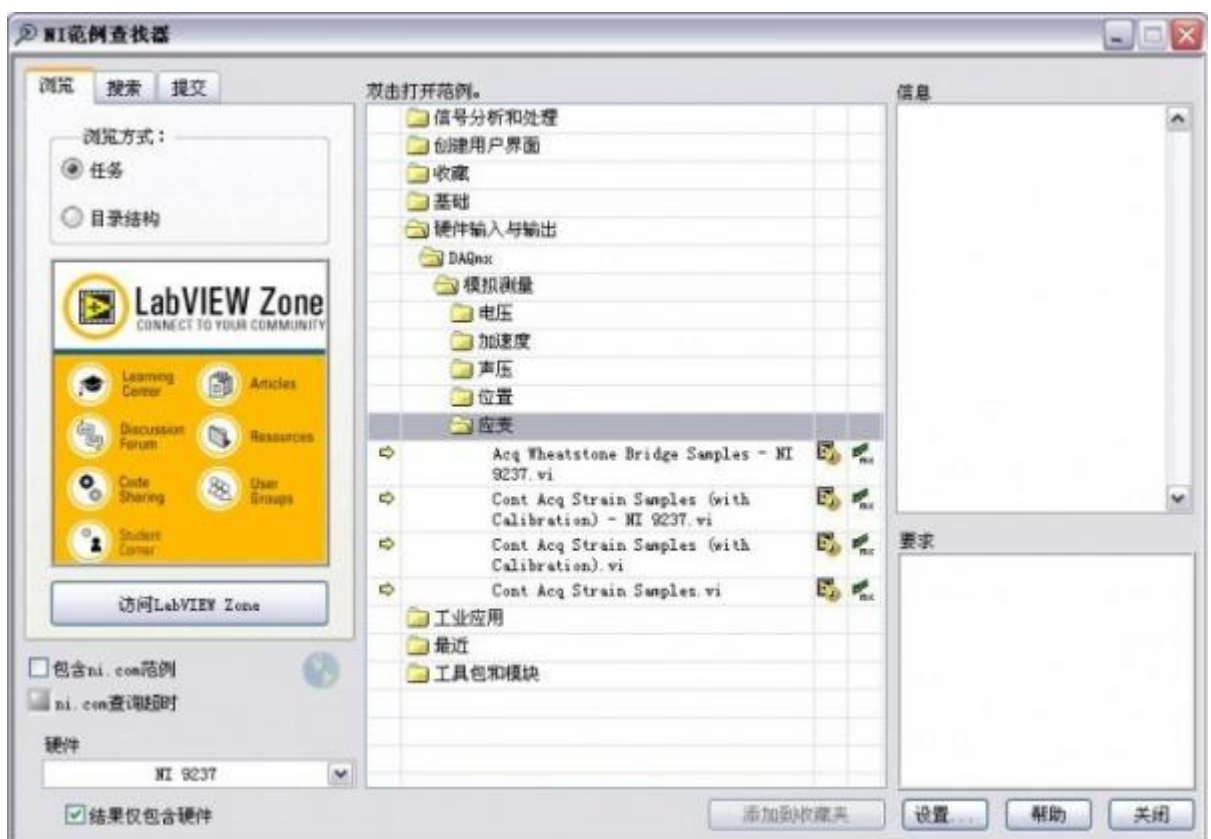 NI范例查找器
浏览
搜索
提交
浏览方式：
任务
目录结构
LabVIEW Zone
CONNECT TO YOUR COMMUNITY
Learning Center
Articles
Discussion Forum
Resources
Code Sharing
User Groups
Student Corner
访问LabVIEW Zone
包含ni.com范例
ni.com查询超时
硬件
NI 9237
结果仅包含硬件
双击打开范例。
信号分析和处理
创建用户界面
收藏
基础
硬件输入与输出
DAQmx
模拟测量
电压
加速度
声压
位置
应变
Acq Wheatstone Bridge Samples - NI
9237.vi
Cont Acq Strain Samples (with
Calibration) - NI 9237.vi
Cont Acq Strain Samples (with
Calibration).vi
Cont Acq Strain Samples.vi
工业应用
最近
工具包和模块
添加到收藏夹
信息
要求
设置...
帮助
关闭